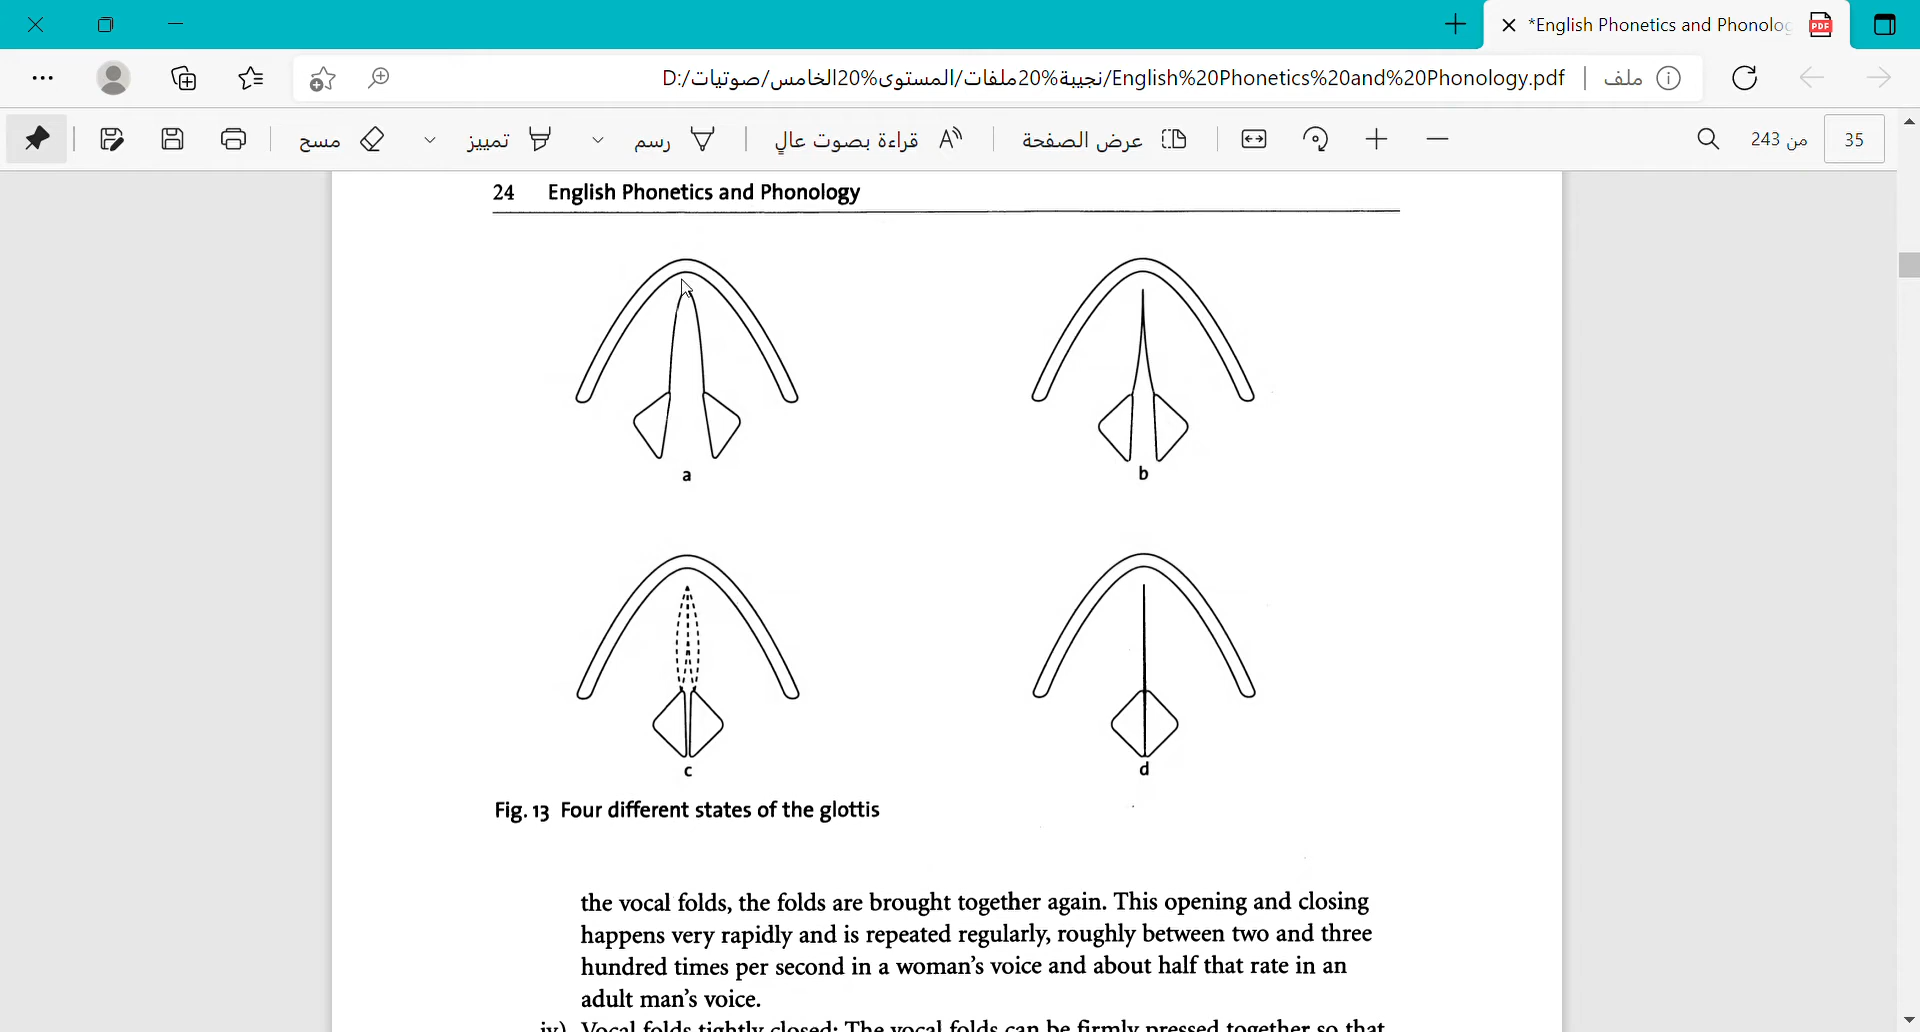 *English Phonetics and Phonolog
PDF
D:/نجيبة%20ملفات/المستوى%20الخامس/صوتيات/English%20Phonetics%20and%20Phonology.pdf
ملف
مسح
تمييز
رسم
قراءة بصوت عالٍ
عرض الصفحة
من 243
35
24 English Phonetics and Phonology
a
b
c
d
Fig. 13 Four different states of the glottis
the vocal folds, the folds are brought together again. This opening and closing
happens very rapidly and is repeated regularly, roughly between two and three
hundred times per second in a woman's voice and about half that rate in an
adult man's voice.
iv) Vocal folds tightly closed: The vocal folds can be firmly pressed together so that